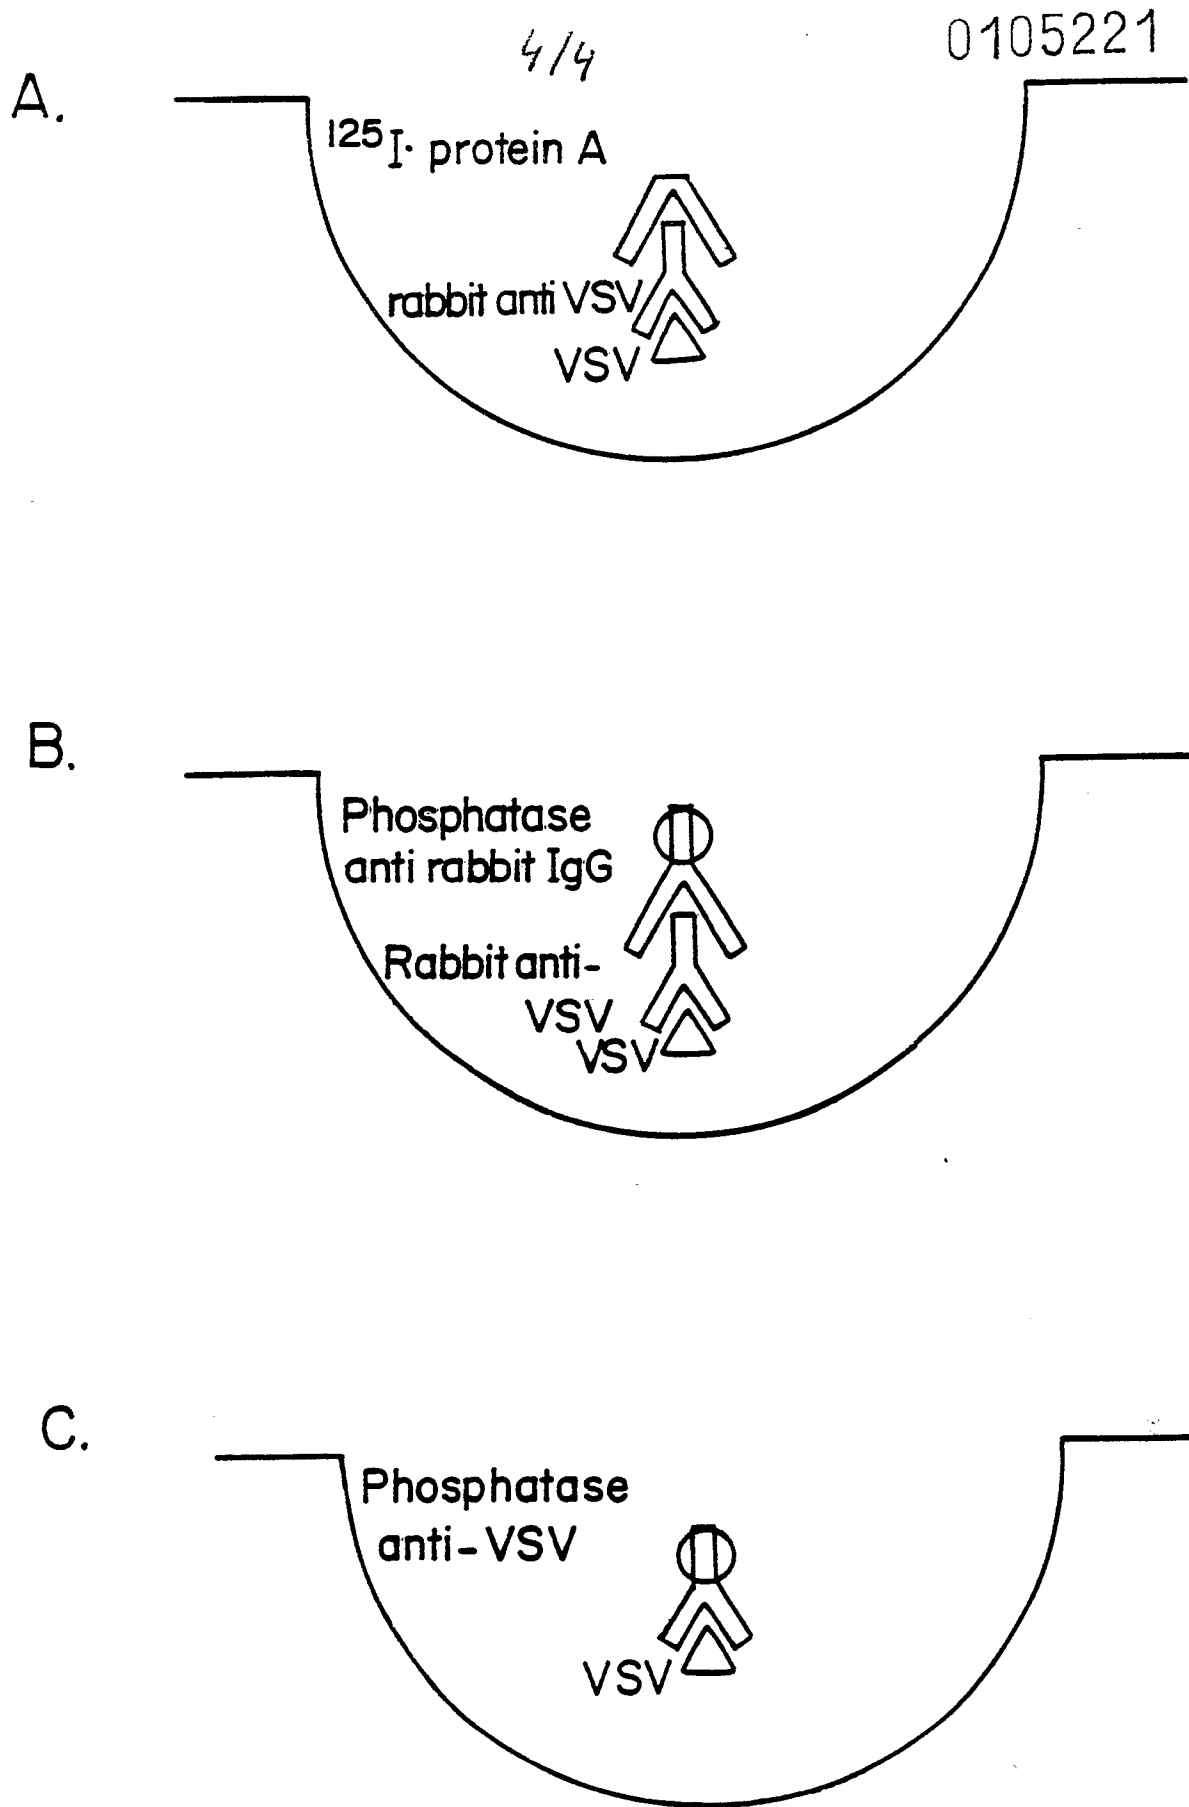 4/4
0105221
A.
¹²⁵I· protein A
rabbit anti VSV
VSV
B.
Phosphatase
anti rabbit IgG
Rabbit anti-
VSV
VSV
C.
Phosphatase
anti-VSV
VSV